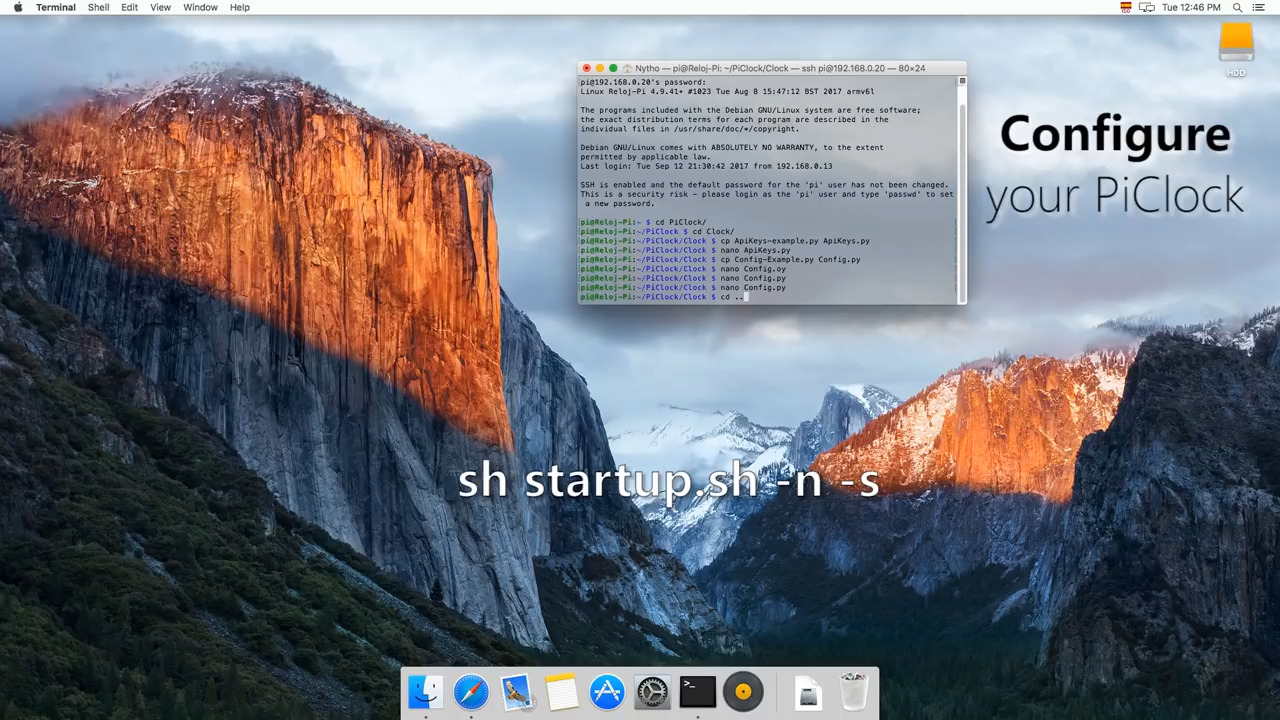 Terminal Shell Edit View Window Help
ISO
Tue 12:46 PM
HDD
Nytho — pi@Reloj-Pi: ~/PiClock/Clock — ssh pi@192.168.0.20 — 80×24
pi@192.168.0.20's password:
Linux Reloj-Pi 4.9.41+ #1023 Tue Aug 8 15:47:12 BST 2017 armv6l
The programs included with the Debian GNU/Linux system are free software;
the exact distribution terms for each program are described in the
individual files in /usr/share/doc/*/copyright.
Debian GNU/Linux comes with ABSOLUTELY NO WARRANTY, to the extent
permitted by applicable law.
Last login: Tue Sep 12 21:30:42 2017 from 192.168.0.13
SSH is enabled and the default password for the 'pi' user has not been changed.
This is a security risk - please login as the 'pi' user and type 'passwd' to set
a new password.
pi@Reloj-Pi:~ $ cd PiClock/
pi@Reloj-Pi:~/PiClock $ cd Clock/
pi@Reloj-Pi:~/PiClock/Clock $ cp ApiKeys-example.py ApiKeys.py
pi@Reloj-Pi:~/PiClock/Clock $ nano ApiKeys.py
pi@Reloj-Pi:~/PiClock/Clock $ cp Config-Example.py Config.py
pi@Reloj-Pi:~/PiClock/Clock $ nano Config.oy
pi@Reloj-Pi:~/PiClock/Clock $ nano Config.py
pi@Reloj-Pi:~/PiClock/Clock $ nano Config.py
pi@Reloj-Pi:~/PiClock/Clock $ cd ..
Configure
your PiClock
sh startup.sh -n -s